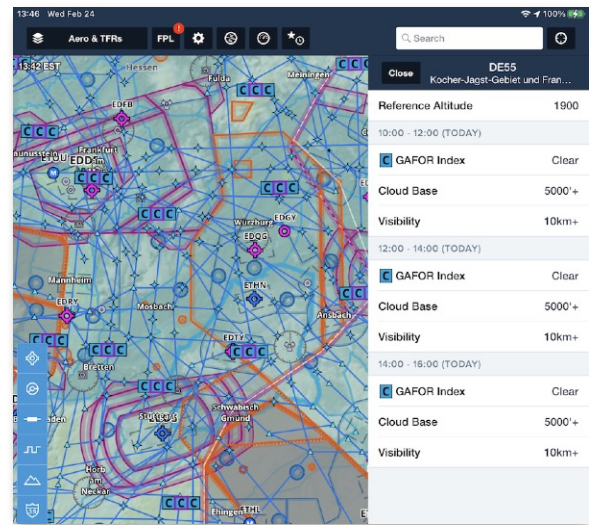 13:46 Wed Feb 24
100%
Aero & TFRs
FPL
Search
13:42 EST
Hessen
Fulda
Meiningen
C C C
EDFB
C C C
Frankfurt
ETOU
C C C
C C C
C C C
Würzburg
EDGY
EDQG
Mannheim
ETHN
EDRY
Mosbach
Ansbach
EDTY
C C C
C C C
Bretten
C C C
Schwäbisch
Gmund
Stuttgart
Horb
am
Neckar
C C C
Ehingen
ETHL
Close
DE55
Kocher-Jagst-Gebiet und Fran...
Reference Altitude 1900
10:00 - 12:00 (TODAY)
C GAFOR Index Clear
Cloud Base 5000'+
Visibility 10km+
12:00 - 14:00 (TODAY)
C GAFOR Index Clear
Cloud Base 5000'+
Visibility 10km+
14:00 - 16:00 (TODAY)
C GAFOR Index Clear
Cloud Base 5000'+
Visibility 10km+